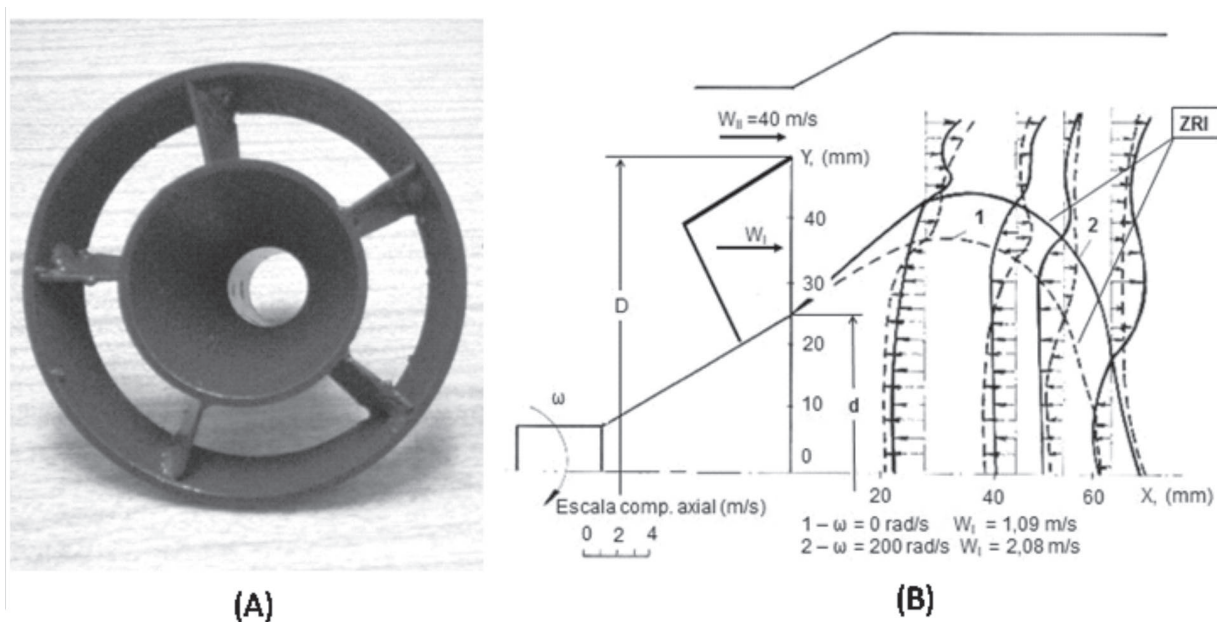 W_II =40 m/s
Y, (mm)
ZRI
40
1
2
W_I
30
D
20
d
10
ω
0
20 40 60 X, (mm)
Escala comp. axial (m/s)
0 2 4
1 – ω = 0 rad/s W_I = 1,09 m/s
2 – ω = 200 rad/s W_I = 2,08 m/s
(A)
(B)